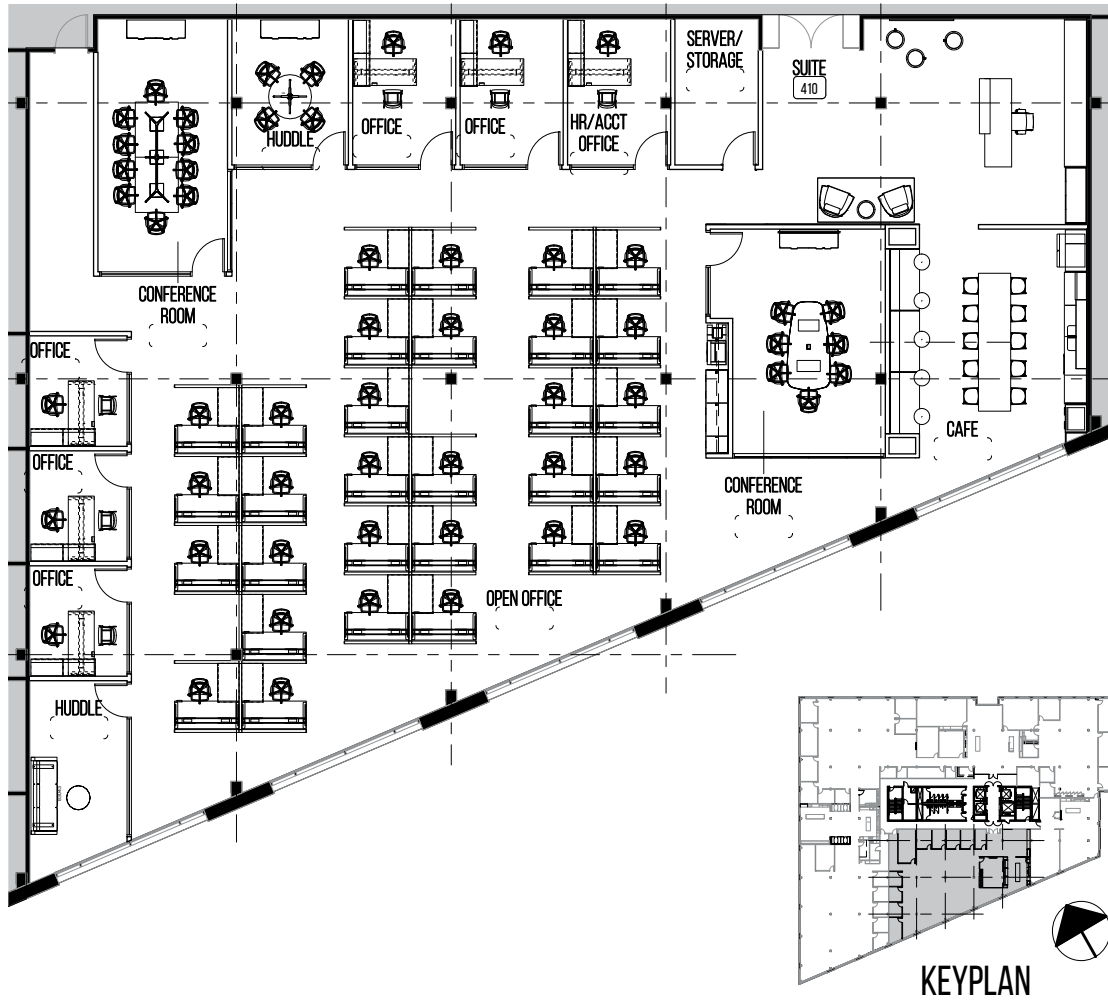 SERVER/
STORAGE
SUITE
410
HUDDLE
OFFICE
OFFICE
HR/ACCT
OFFICE
CONFERENCE
ROOM
OFFICE
OFFICE
OFFICE
HUDDLE
OPEN OFFICE
CONFERENCE
ROOM
CAFE
KEYPLAN